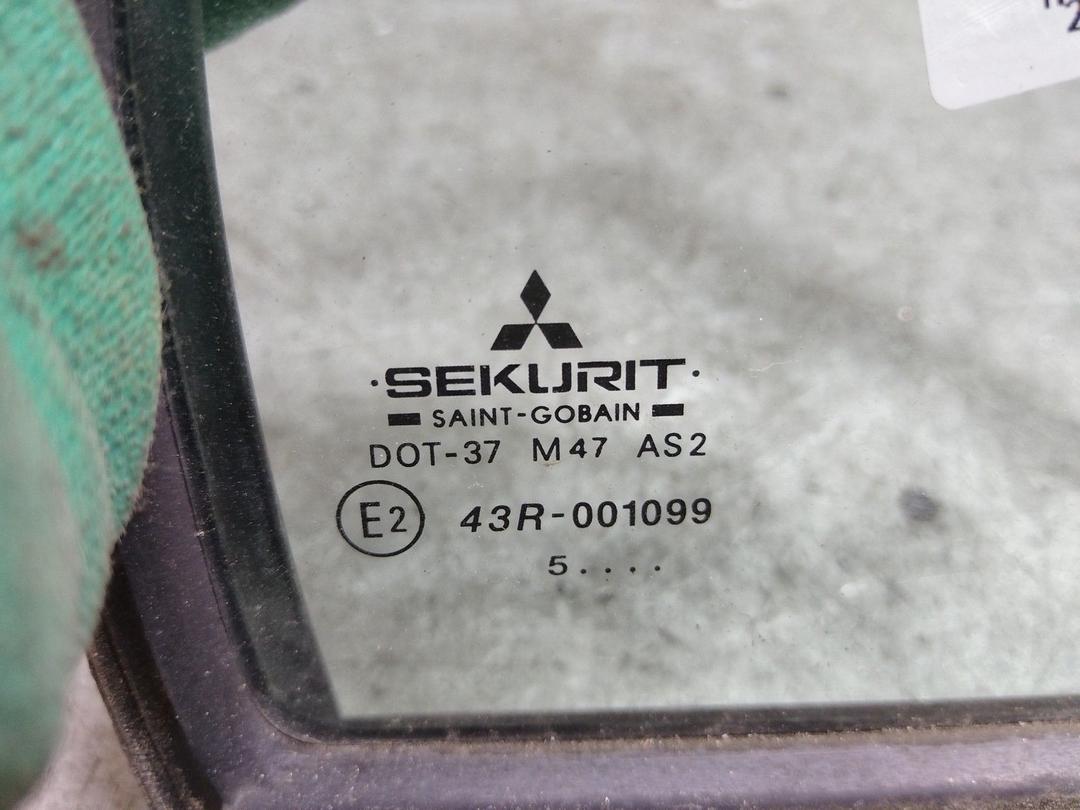 ·SEKURIT·
SAINT-GOBAIN
DOT-37 M47 AS2
E2 43R-001099
5....